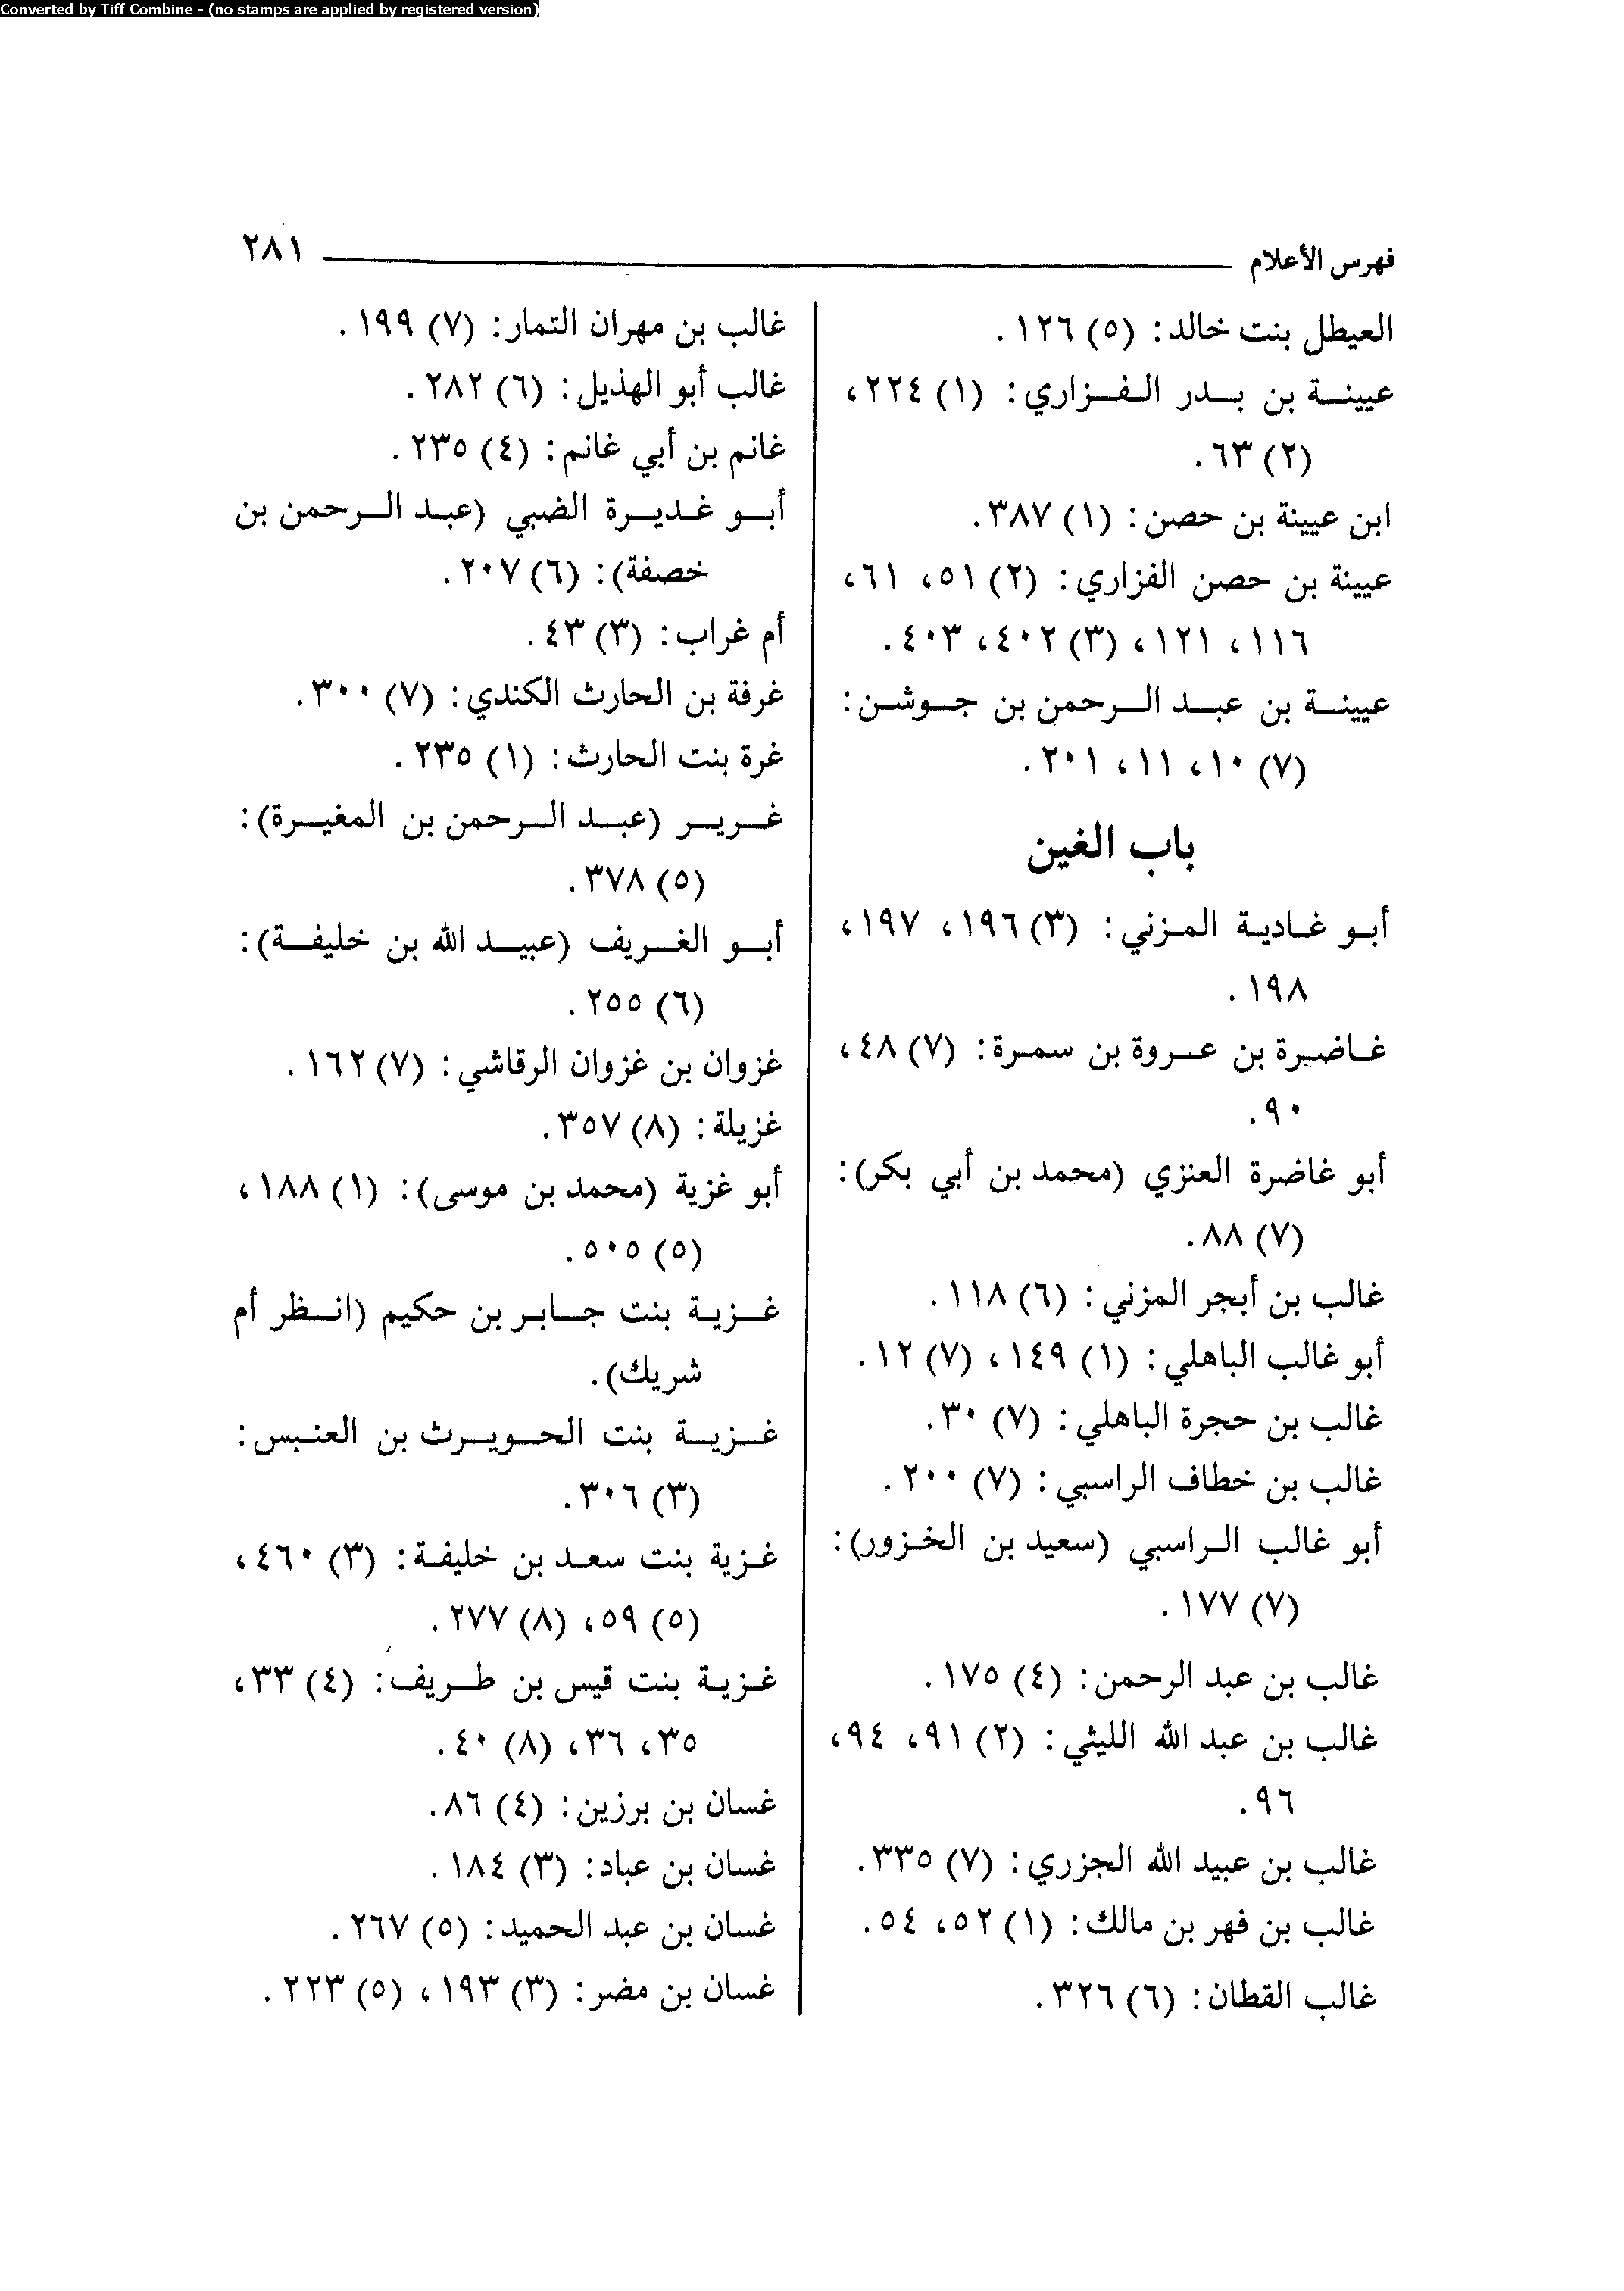 Converted by Tiff Combine - (no stamps are applied by registered version)
فهرس الأعلام ٢٨١
العيطل بنت خالد: (٥) ١٢٦.
عيينة بن بدر الفزاري: (١) ٢٢٤،
(٢) ٦٣.
ابن عيينة بن حصن: (١) ٣٨٧.
عيينة بن حصن الفزاري: (٢) ٥١، ٦١،
١١٦، ١٢١، (٣) ٤٠٢، ٤٠٣.
عيينة بن عبد الرحمن بن جوشن:
(٧) ١٠، ١١، ٢٠١.
باب الغين
أبو غادية المزني: (٣) ١٩٦، ١٩٧،
١٩٨.
غاضرة بن عروة بن سمرة: (٧) ٤٨،
٩٠.
أبو غاضرة العنزي (محمد بن أبي بكر):
(٧) ٨٨.
غالب بن أبجر المزني: (٦) ١١٨.
أبو غالب الباهلي: (١) ١٤٩، (٧) ١٢.
غالب بن حجرة الباهلي: (٧) ٣٠.
غالب بن خطاف الراسبي: (٧) ٢٠٠.
أبو غالب الراسبي (سعيد بن الخزور):
(٧) ١٧٧.
غالب بن عبد الرحمن: (٤) ١٧٥.
غالب بن عبد الله الليثي: (٢) ٩١، ٩٤،
٩٦.
غالب بن عبيد الله الجزري: (٧) ٣٣٥.
غالب بن فهر بن مالك: (١) ٥٢، ٥٤.
غالب القطان: (٦) ٣٢٦.
غالب بن مهران التمار: (٧) ١٩٩.
غالب أبو الهذيل: (٦) ٢٨٢.
غانم بن أبي غانم: (٤) ٢٣٥.
أبو غديرة الضبي (عبد الرحمن بن
خصفة): (٦) ٢٠٧.
أم غراب: (٣) ٤٣.
غرفة بن الحارث الكندي: (٧) ٣٠٠.
غرة بنت الحارث: (١) ٢٣٥.
غرير (عبد الرحمن بن المغيرة):
(٥) ٣٧٨.
أبو الغريف (عبيد الله بن خليفة):
(٦) ٢٥٥.
غزوان بن غزوان الرقاشي: (٧) ١٦٢.
غزيلة: (٨) ٣٥٧.
أبو غزية (محمد بن موسى): (١) ١٨٨،
(٥) ٥٠٥.
غزية بنت جابر بن حكيم (انظر أم
شريك).
غزية بنت الحويرث بن العنبس:
(٣) ٣٠٦.
غزية بنت سعد بن خليفة: (٣) ٤٦٠،
(٥) ٥٩، (٨) ٢٧٧.
غزية بنت قيس بن طريف: (٤) ٣٣،
٣٥، ٣٦، (٨) ٤٠.
غسان بن برزين: (٤) ٨٦.
غسان بن عباد: (٣) ١٨٤.
غسان بن عبد الحميد: (٥) ٢٦٧.
غسان بن مضر: (٣) ١٩٣، (٥) ٢٢٣.